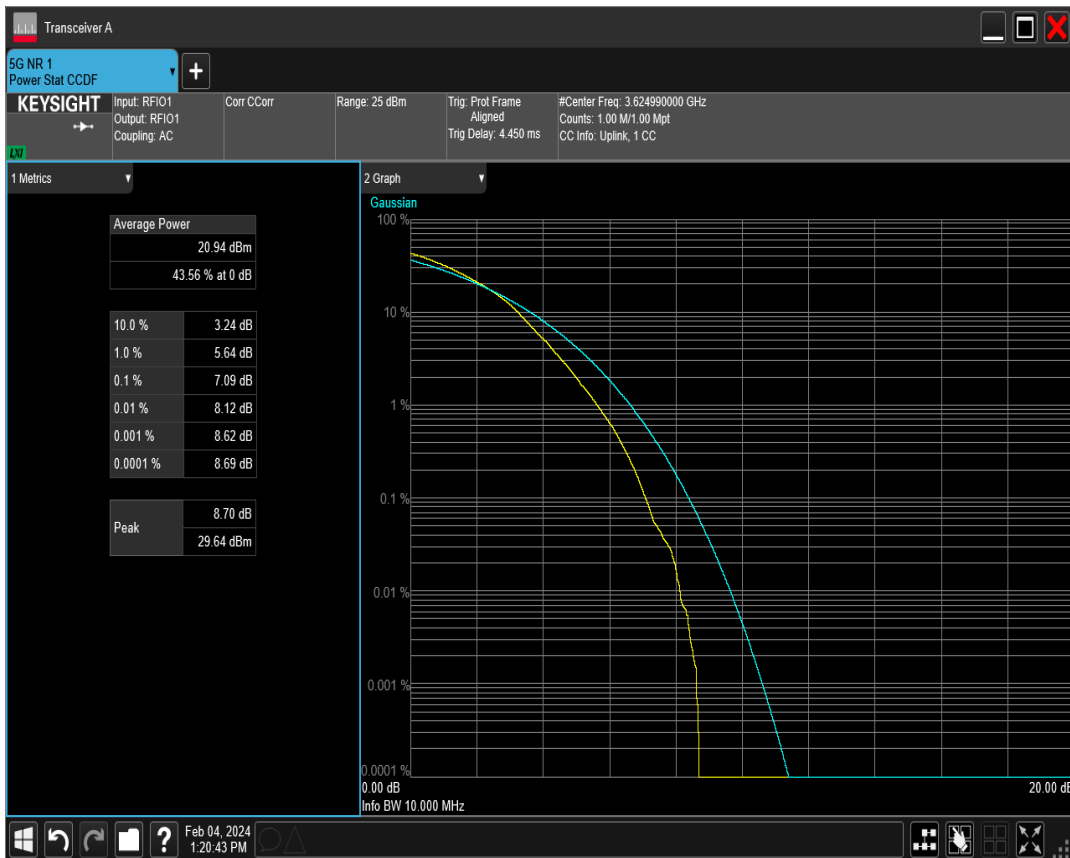 Transceiver A
5G NR 1
Power Stat CCDF
KEYSIGHT
LXI
Input: RFIO1
Output: RFIO1
Coupling: AC
Corr CCorr
Range: 25 dBm
Trig: Prot Frame
Aligned
Trig Delay: 4.450 ms
#Center Freq: 3.624990000 GHz
Counts: 1.00 M/1.00 Mpt
CC Info: Uplink, 1 CC
1 Metrics
Average Power
20.94 dBm
43.56 % at 0 dB
10.0 % 3.24 dB
1.0 % 5.64 dB
0.1 % 7.09 dB
0.01 % 8.12 dB
0.001 % 8.62 dB
0.0001 % 8.69 dB
Peak
8.70 dB
29.64 dBm
2 Graph
Gaussian
100 %
10 %
1 %
0.1 %
0.01 %
0.001 %
0.0001 %
0.00 dB 20.00 dB
Info BW 10.000 MHz
?
Feb 04, 2024
1:20:43 PM